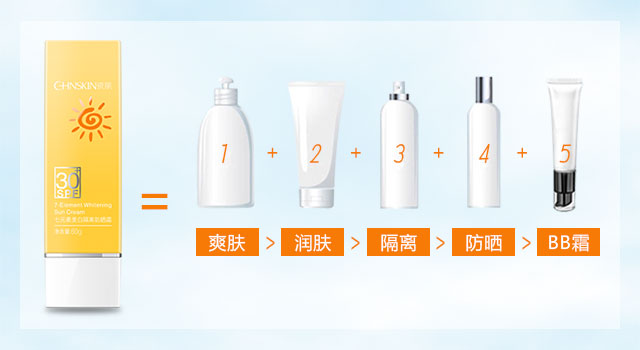 EHNSKIN
30
SPF
7-Element Whitening
Sun Cream
= 1 + 2 + 3 + 4 + 5
爽肤 > 润肤 > 隔离 > 防晒 > BB霜